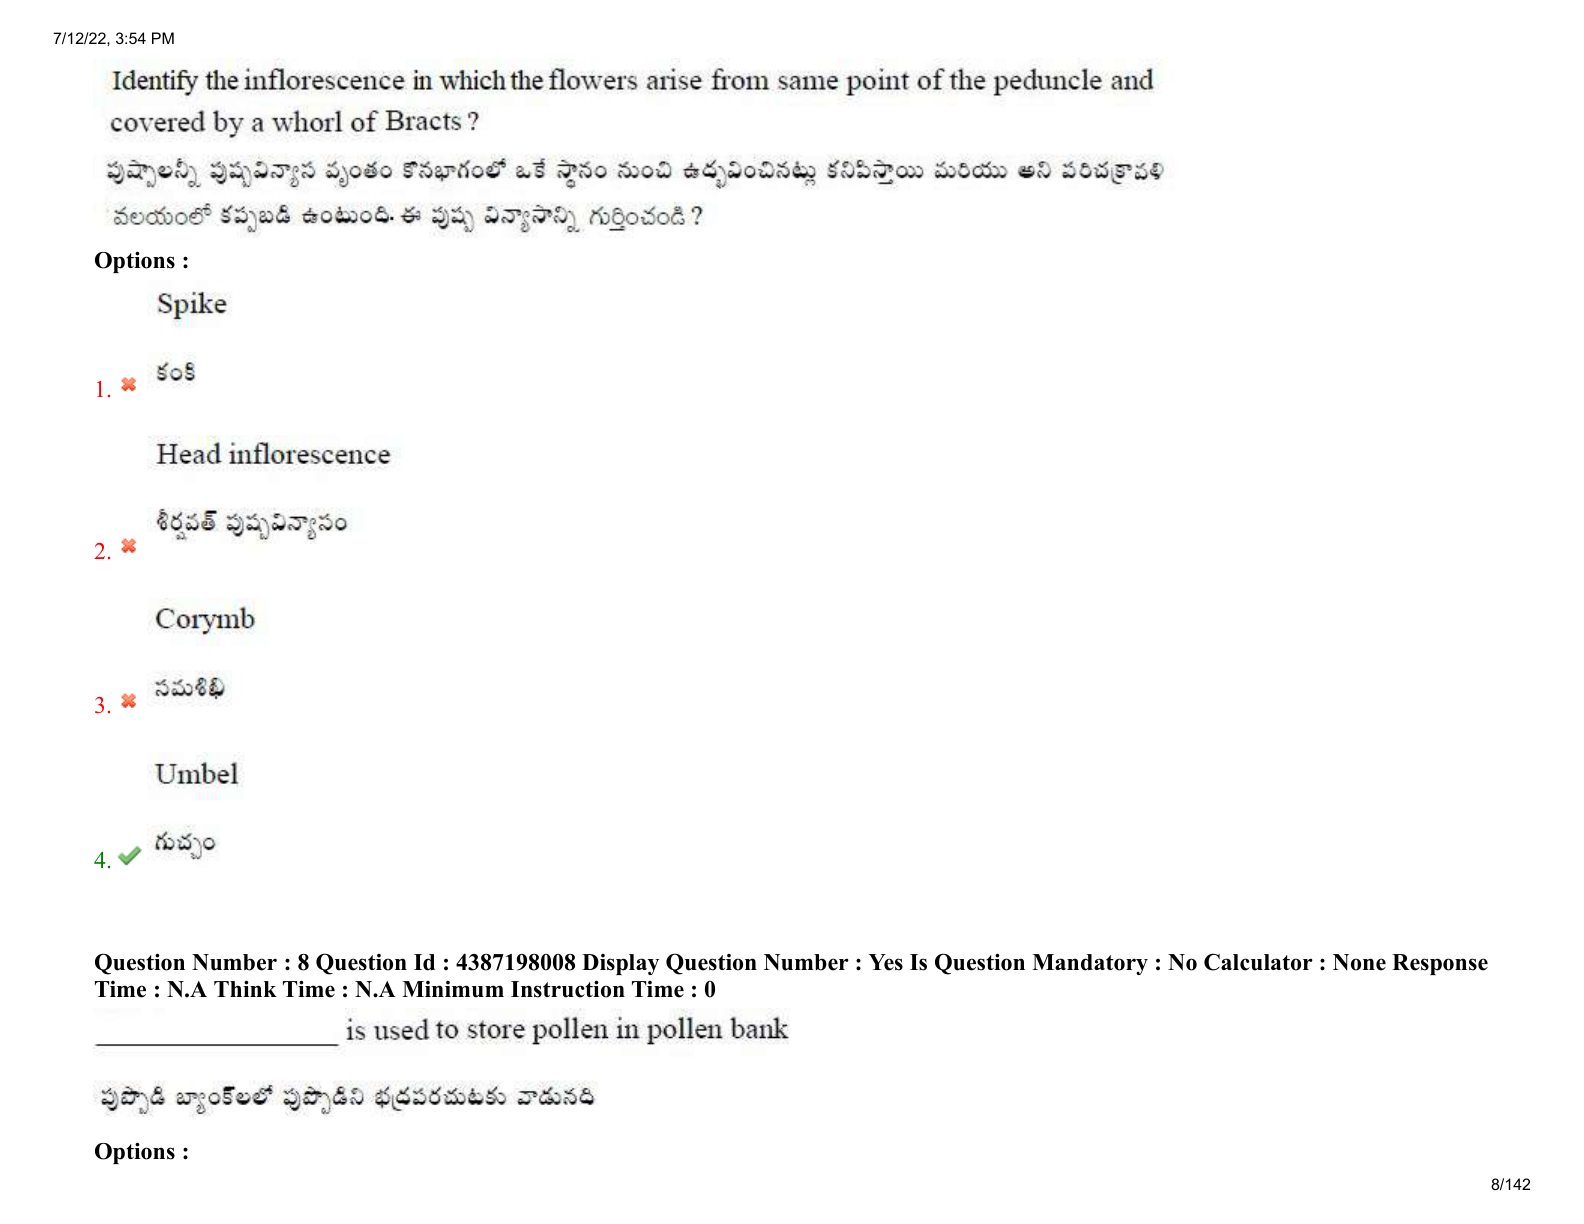 7/12/22, 3:54 PM
Identify the inflorescence in which the flowers arise from same point of the peduncle and
covered by a whorl of Bracts ?
పుష్పాలన్నీ పుష్పవిన్యాస వృంతం కొనభాగంలో ఒకే స్థానం నుంచి ఉద్భవించినట్లు కనిపిస్తాయి మరియు అని పరిచక్రావళి
వలయంలో కప్పబడి ఉంటుంది. ఈ పుష్ప విన్యాసాన్ని గుర్తించండి ?
Options :
Spike
కంకి
1.
Head inflorescence
శీర్షవత్ పుష్పవిన్యాసం
2.
Corymb
సమశిఖి
3.
Umbel
గుచ్చం
4.
Question Number : 8 Question Id : 4387198008 Display Question Number : Yes Is Question Mandatory : No Calculator : None Response
Time : N.A Think Time : N.A Minimum Instruction Time : 0
_________________ is used to store pollen in pollen bank
పుప్పొడి బ్యాంక్‌లలో పుప్పొడిని భద్రపరచుటకు వాడునది
Options :
8/142